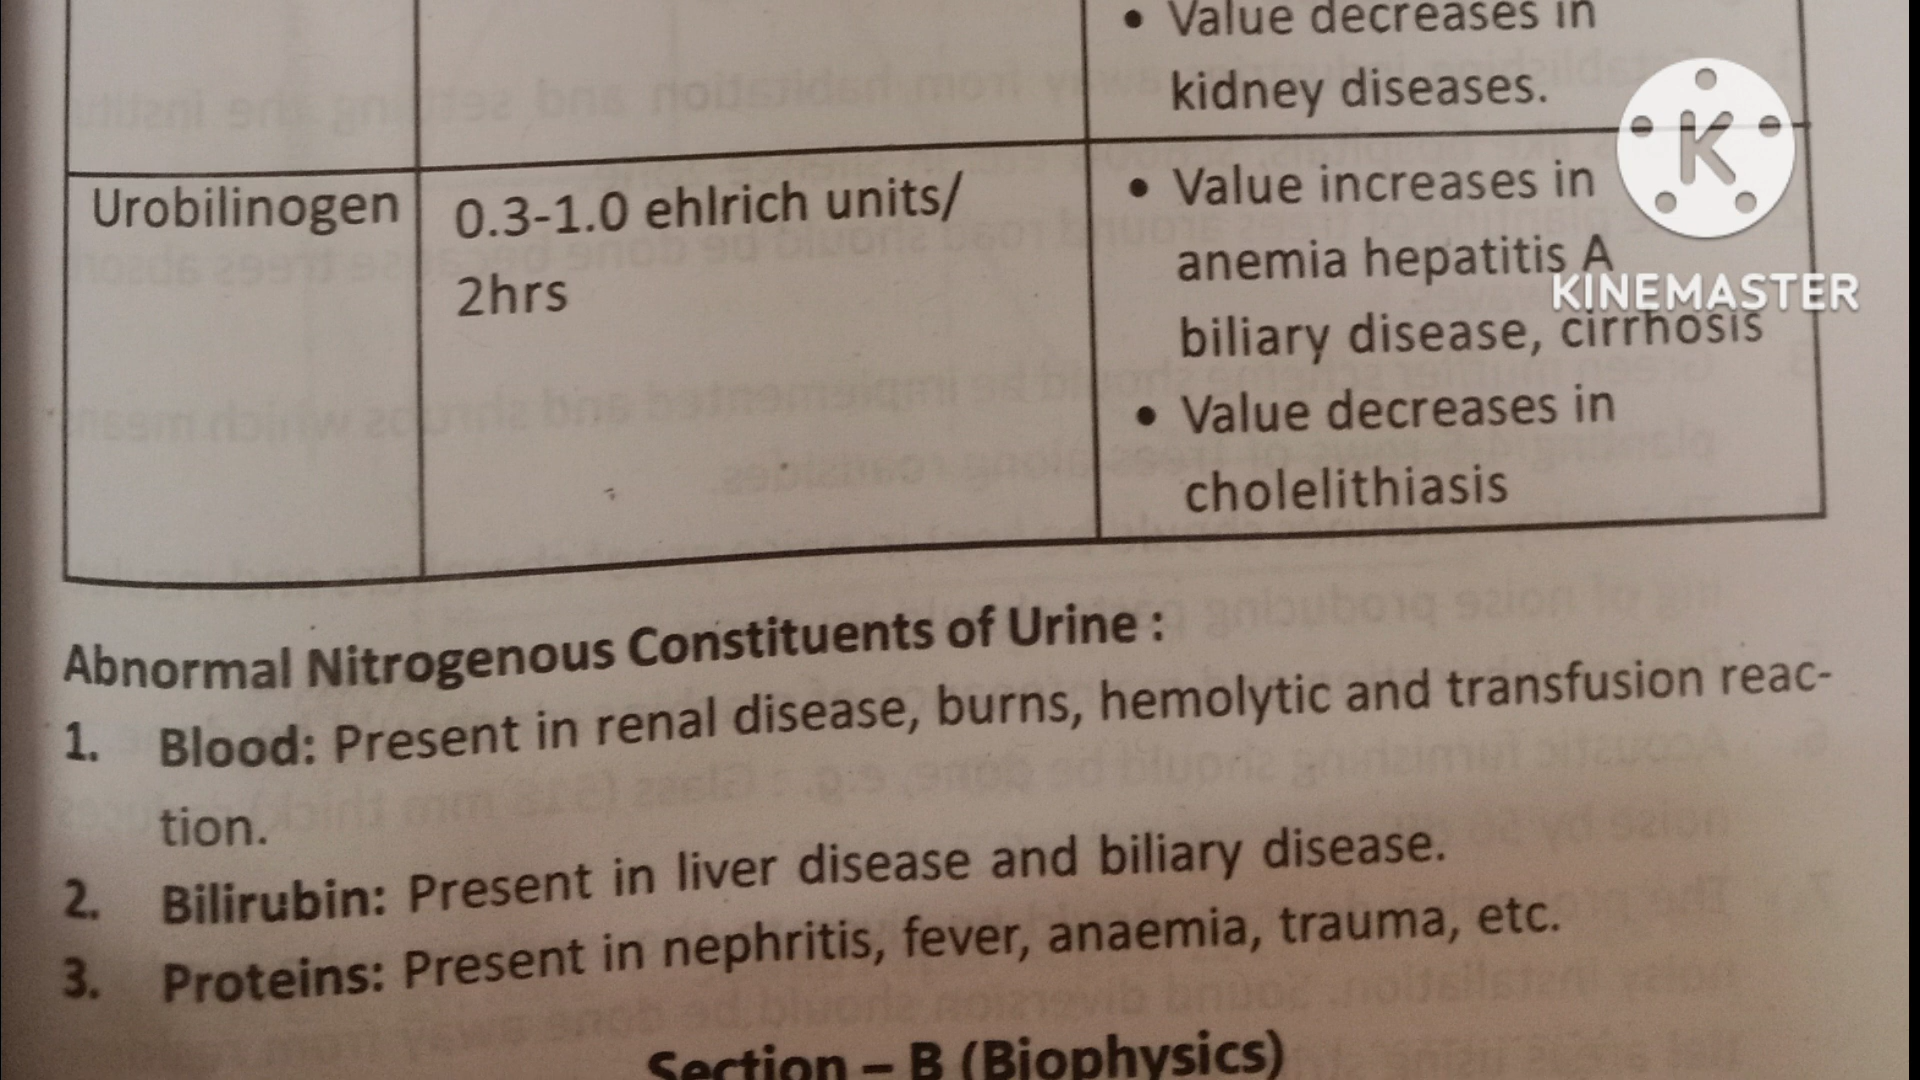 • Value decreases in
kidney diseases.
Urobilinogen
0.3-1.0 ehlrich units/
2hrs
• Value increases in
anemia hepatitis A
biliary disease, cirrhosis
• Value decreases in
cholelithiasis
K
KINEMASTER
Abnormal Nitrogenous Constituents of Urine :
1. Blood: Present in renal disease, burns, hemolytic and transfusion reac-
tion.
2. Bilirubin: Present in liver disease and biliary disease.
3. Proteins: Present in nephritis, fever, anaemia, trauma, etc.
Section – B (Biophysics)